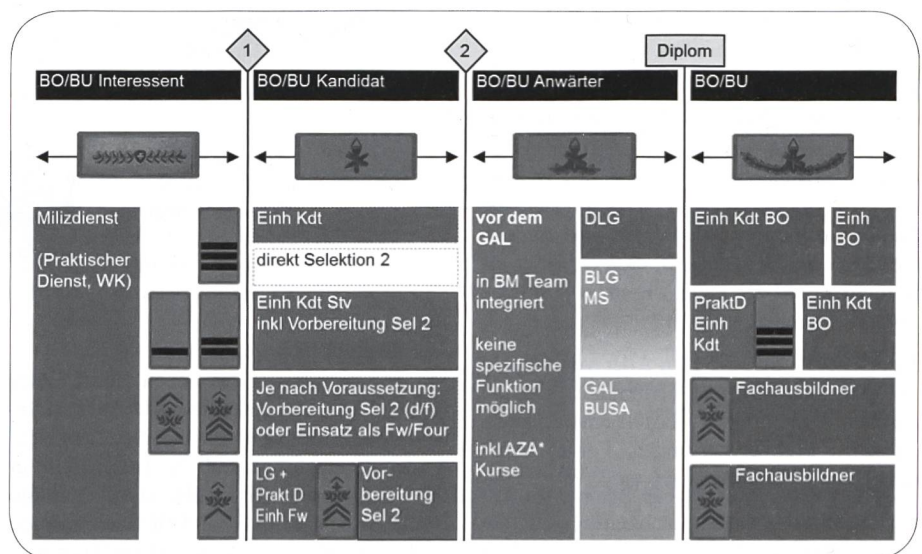 1
2
Diplom
BO/BU Interessent
BO/BU Kandidat
BO/BU Anwärter
BO/BU
Milizdienst
(Praktischer
Dienst, WK)
Einh Kdt
direkt Selektion 2
Einh Kdt Stv
inkl Vorbereitung Sel 2
Je nach Voraussetzung:
Vorbereitung Sel 2 (d/f)
oder Einsatz als Fw/Four
LG +
Prakt D
Einh Fw
Vor-
bereitung
Sel 2
vor dem
GAL
in BM Team
integriert
keine
spezifische
Funktion
möglich
inkl AZA*
Kurse
DLG
BLG
MS
GAL
BUSA
Einh Kdt BO
Einh
BO
PraktD
Einh
Kdt
Einh Kdt
BO
Fachausbildner
Fachausbildner